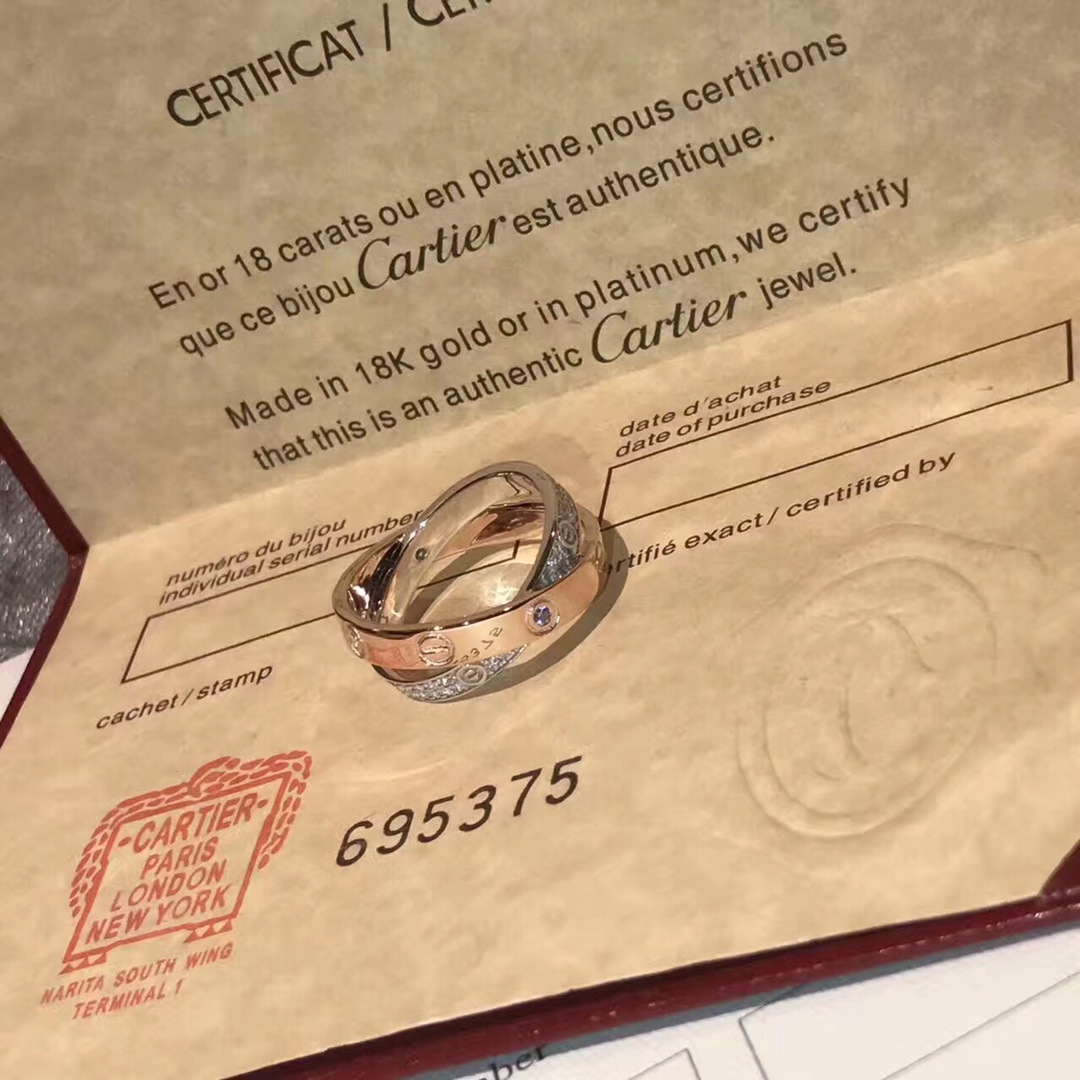 CERTIFICAT /
En or 18 carats ou en platine,nous certifions
que ce bijou Cartier est authentique.
Made in 18K gold or in platinum,we certify
that this is an authentic Cartier jewel.
date d'achat
date of purchase
numéro du bijou
individual serial number
certifié exact / certified by
cachet / stamp
-CARTIER-
PARIS
LONDON
NEW YORK
NARITA SOUTH WING
TERMINAL 1
695375